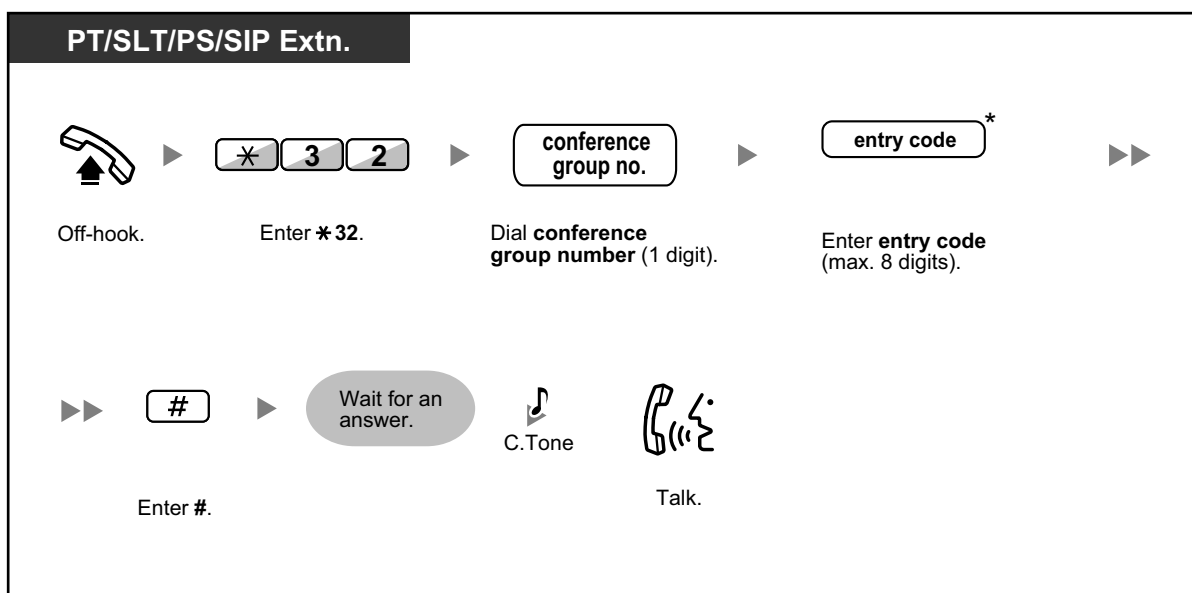 PT/SLT/PS/SIP Extn.
* 3 2
conference
group no.
entry code*
Off-hook.
Enter *32.
Dial conference
group number (1 digit).
Enter entry code
(max. 8 digits).
#
Wait for an
answer.
C.Tone
Enter #.
Talk.